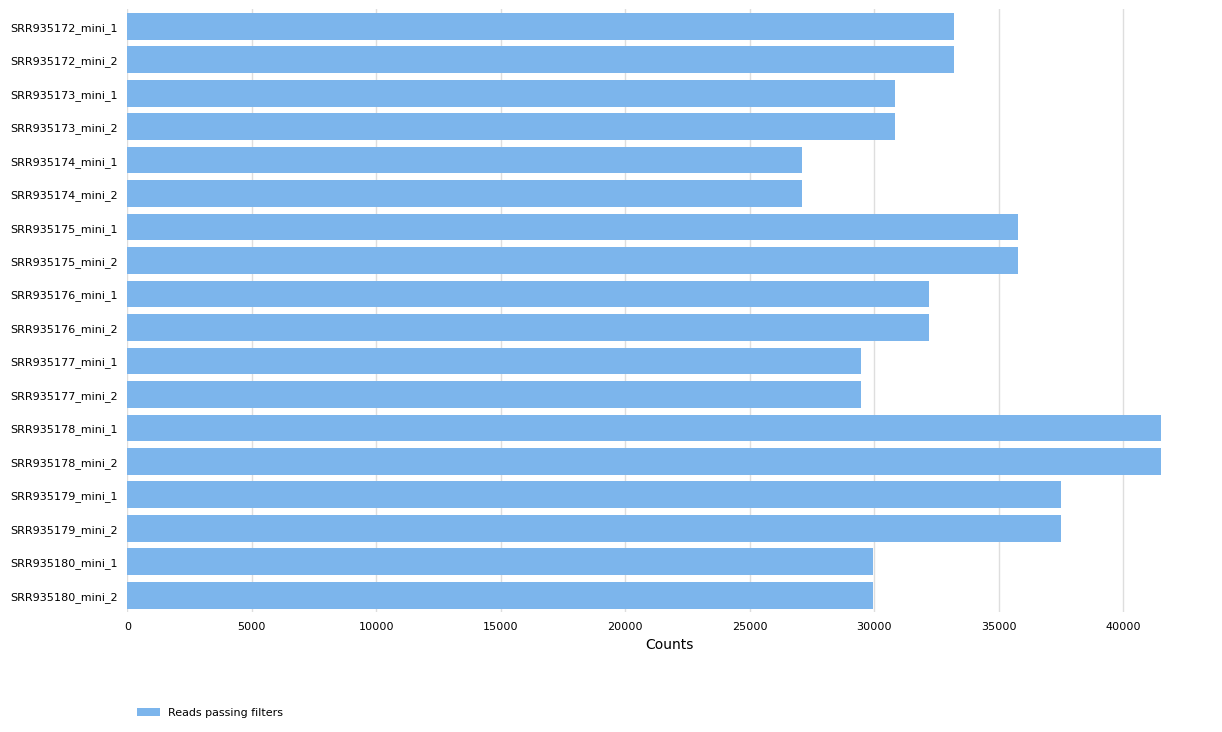 SRR935172_mini_1
SRR935172_mini_2
SRR935173_mini_1
SRR935173_mini_2
SRR935174_mini_1
SRR935174_mini_2
SRR935175_mini_1
SRR935175_mini_2
SRR935176_mini_1
SRR935176_mini_2
SRR935177_mini_1
SRR935177_mini_2
SRR935178_mini_1
SRR935178_mini_2
SRR935179_mini_1
SRR935179_mini_2
SRR935180_mini_1
SRR935180_mini_2
0 5000 10000 15000 20000 25000 30000 35000 40000
Counts
Reads passing filters